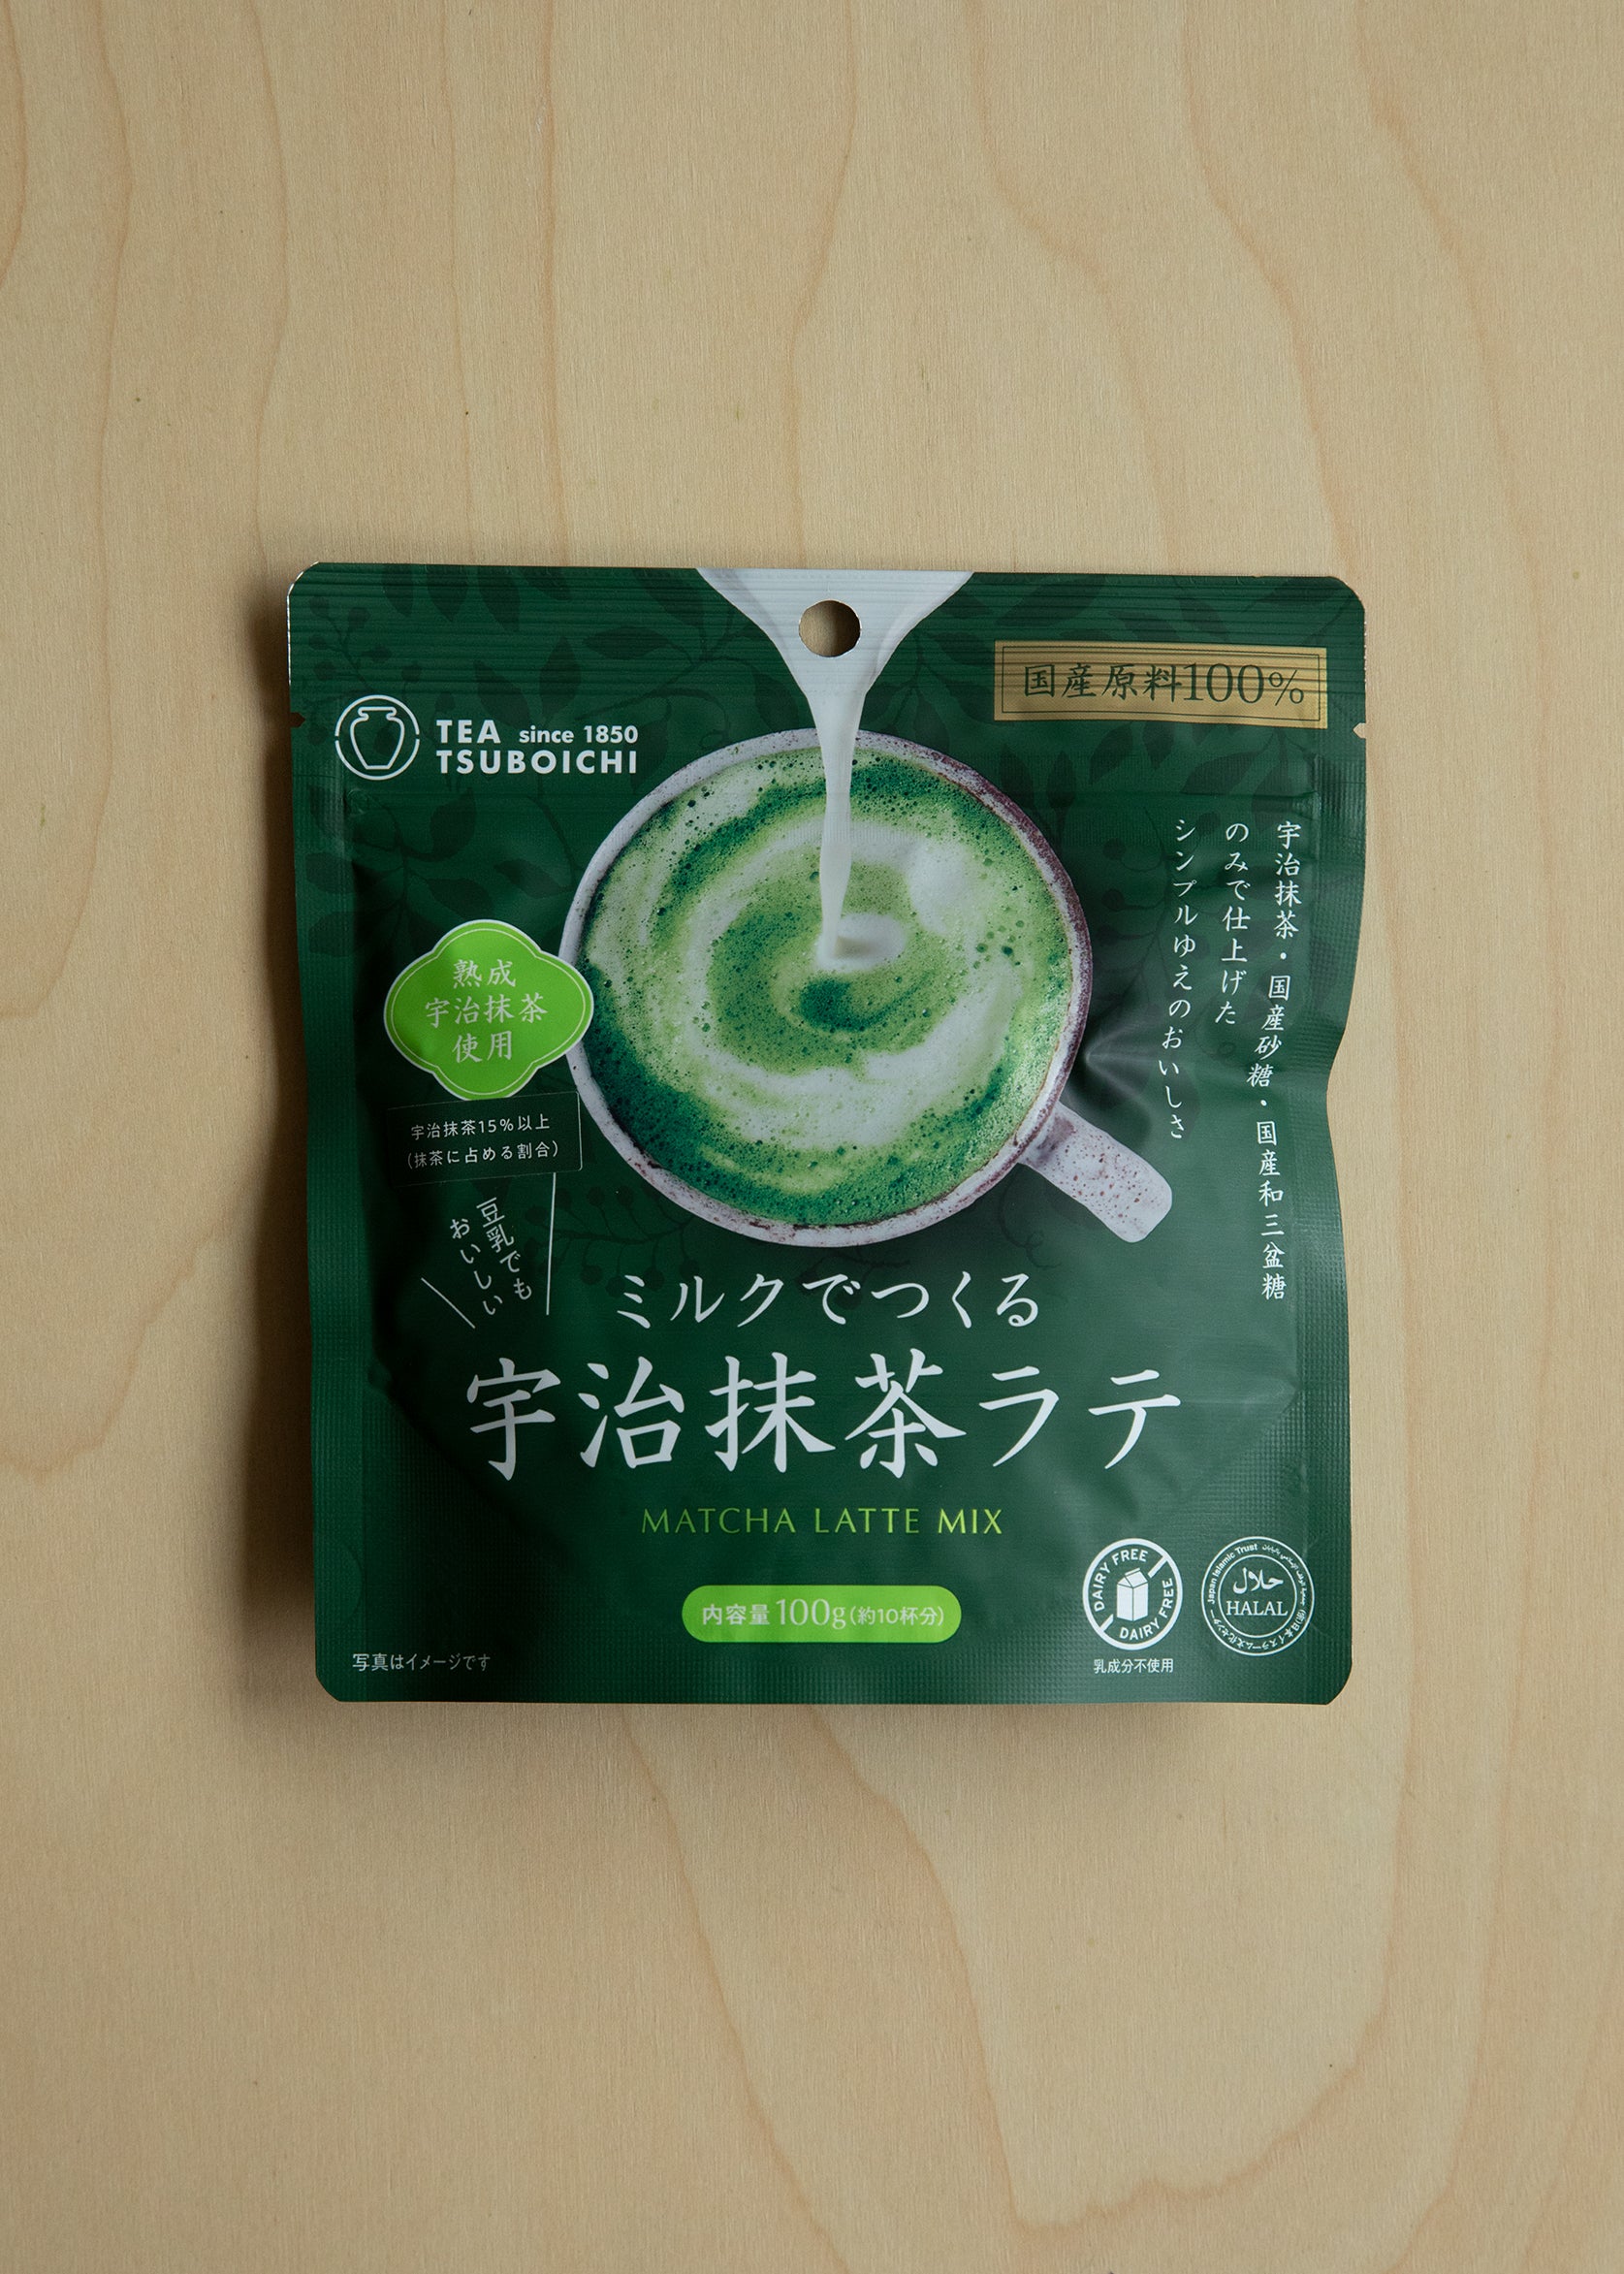 国産原料100%
TEA since 1850
TSUBOICHI
宇治抹茶・国産砂糖・国産和三盆糖
のみで仕上げた
シンプルゆえのおいしさ
熟成
宇治抹茶
使用
宇治抹茶15%以上
(抹茶に占める割合)
豆乳でも
おいしい
ミルクでつくる
宇治抹茶ラテ
MATCHA LATTE MIX
内容量100g(約10杯分)
DAIRY FREE
DAIRY FREE
乳成分不使用
Japan Islamic Trust
حلال
HALAL
写真はイメージです